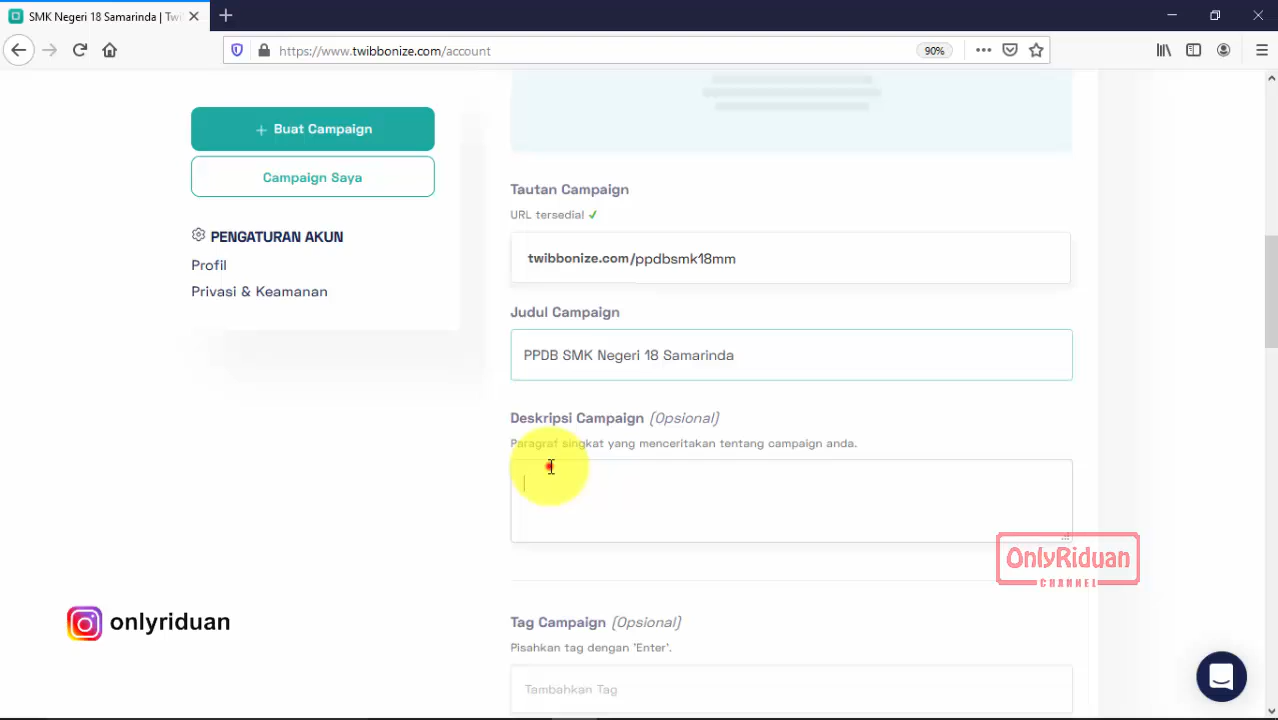 SMK Negeri 18 Samarinda | Twi
https://www.twibbonize.com/account
90%
+ Buat Campaign
Campaign Saya
PENGATURAN AKUN
Profil
Privasi & Keamanan
Tautan Campaign
URL tersedia!
twibbonize.com/ppdbsmk18mm
Judul Campaign
PPDB SMK Negeri 18 Samarinda
Deskripsi Campaign (Opsional)
Paragraf singkat yang menceritakan tentang campaign anda.
OnlyRiduan
CHANNEL
onlyriduan
Tag Campaign (Opsional)
Pisahkan tag dengan 'Enter'.
Tambahkan Tag